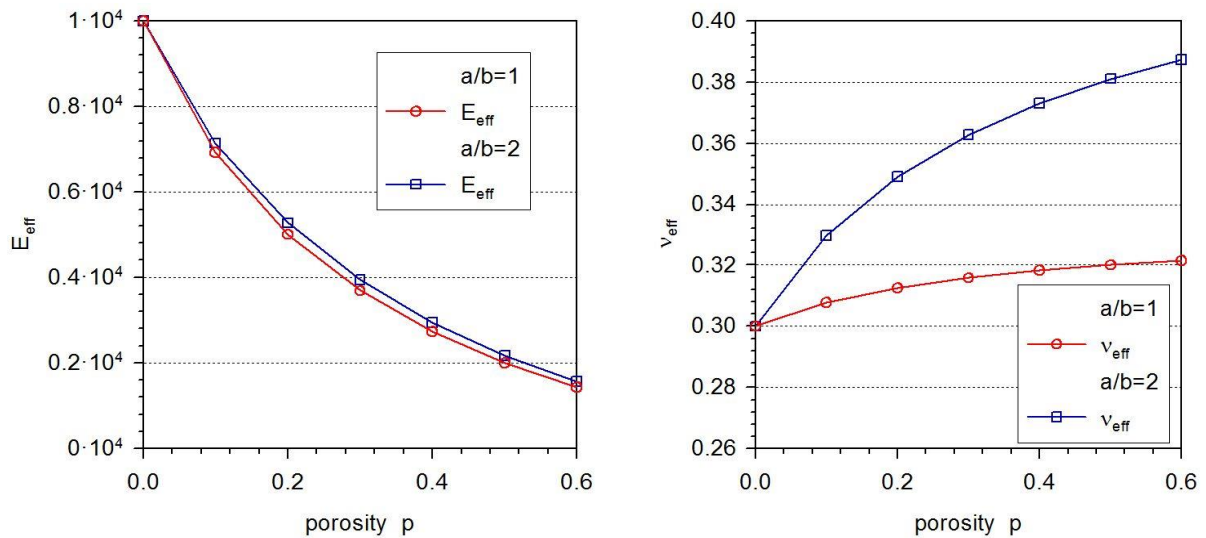 1·10⁴
0.8·10⁴
0.6·10⁴
0.4·10⁴
0.2·10⁴
0·10⁴
E_eff
a/b=1
E_eff
a/b=2
E_eff
0.0 0.2 0.4 0.6
porosity p
0.40
0.38
0.36
0.34
0.32
0.30
0.28
0.26
ν_eff
a/b=1
ν_eff
a/b=2
ν_eff
0.0 0.2 0.4 0.6
porosity p